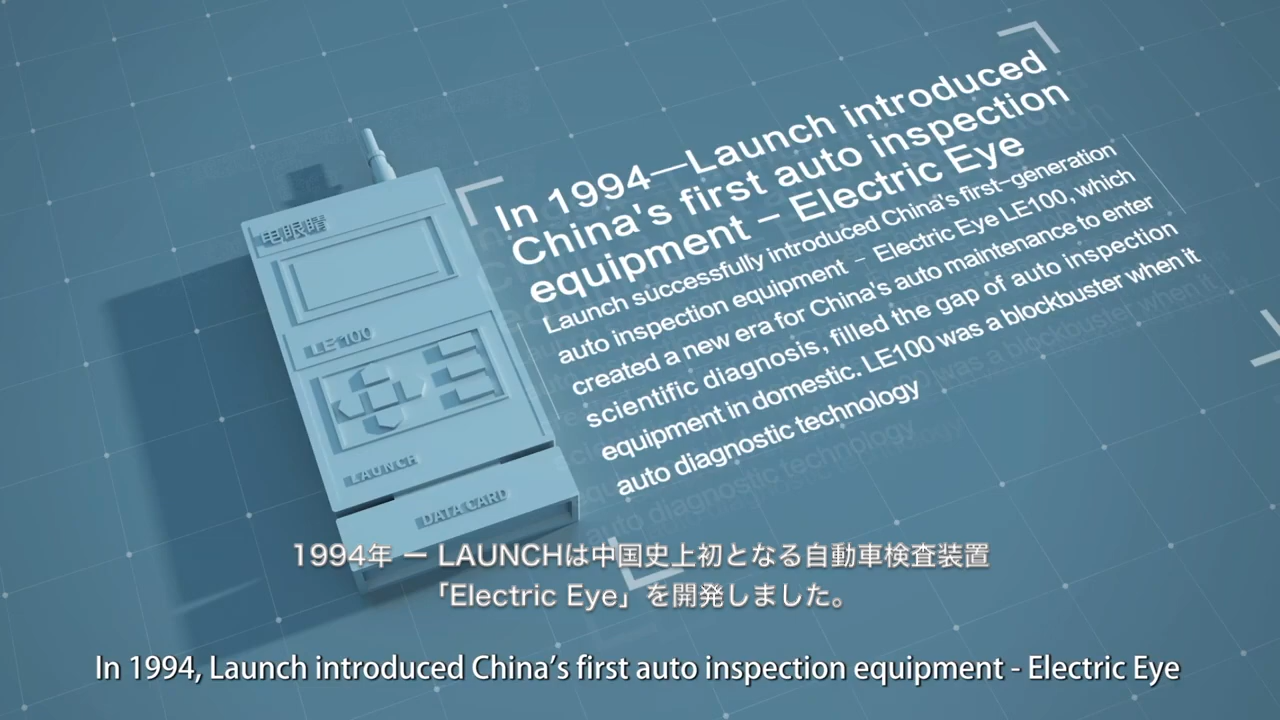 电眼睛
LE100
LAUNCH
DATA CARD
In 1994—Launch introduced
China's first auto inspection
equipment – Electric Eye
Launch successfully introduced China's first-generation
auto inspection equipment – Electric Eye LE100, which
created a new era for China's auto maintenance to enter
scientific diagnosis, filled the gap of auto inspection
equipment in domestic. LE100 was a blockbuster when it
auto diagnostic technology
1994年 ー LAUNCHは中国史上初となる自動車検査装置
「Electric Eye」を開発しました。
In 1994, Launch introduced China's first auto inspection equipment - Electric Eye